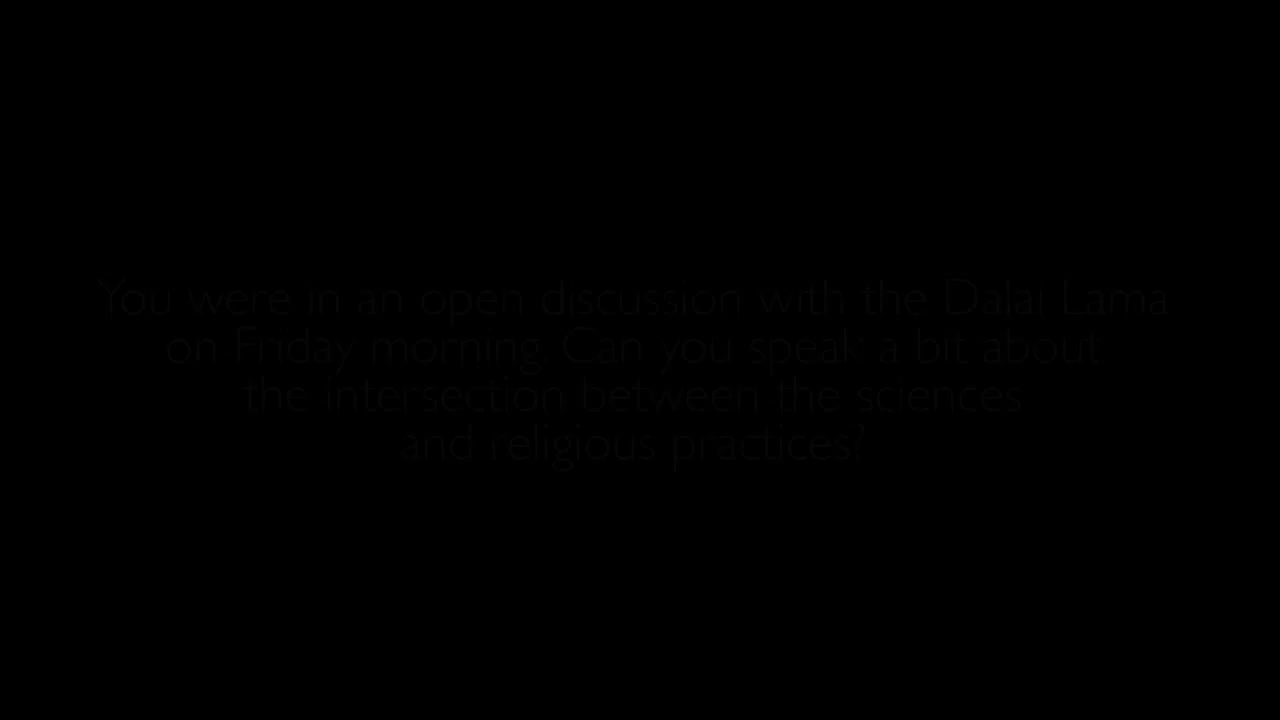 You were in an open discussion with the Dalai Lama
on Friday morning. Can you speak a bit about
the intersection between the sciences
and religious practices?